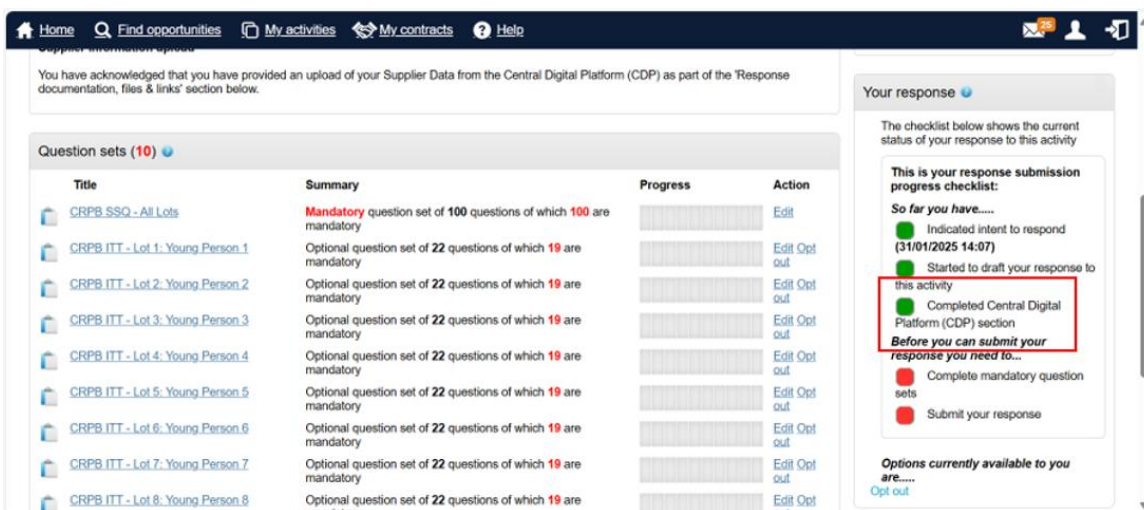 Home Find opportunities My activities My contracts Help 25
Supplier information upload
You have acknowledged that you have provided an upload of your Supplier Data from the Central Digital Platform (CDP) as part of the 'Response
documentation, files & links' section below.
Question sets (10)
Title Summary Progress Action
CRPB SSQ - All Lots Mandatory question set of 100 questions of which 100 are Edit
mandatory
CRPB ITT - Lot 1: Young Person 1 Optional question set of 22 questions of which 19 are Edit Opt
mandatory out
CRPB ITT - Lot 2: Young Person 2 Optional question set of 22 questions of which 19 are Edit Opt
mandatory out
CRPB ITT - Lot 3: Young Person 3 Optional question set of 22 questions of which 19 are Edit Opt
mandatory out
CRPB ITT - Lot 4: Young Person 4 Optional question set of 22 questions of which 19 are Edit Opt
mandatory out
CRPB ITT - Lot 5: Young Person 5 Optional question set of 22 questions of which 19 are Edit Opt
mandatory out
CRPB ITT - Lot 6: Young Person 6 Optional question set of 22 questions of which 19 are Edit Opt
mandatory out
CRPB ITT - Lot 7: Young Person 7 Optional question set of 22 questions of which 19 are Edit Opt
mandatory out
CRPB ITT - Lot 8: Young Person 8 Optional question set of 22 questions of which 19 are Edit Opt
Your response
The checklist below shows the current
status of your response to this activity
This is your response submission
progress checklist:
So far you have.....
Indicated intent to respond
(31/01/2025 14:07)
Started to draft your response to
this activity
Completed Central Digital
Platform (CDP) section
Before you can submit your
response you need to...
Complete mandatory question
sets
Submit your response
Options currently available to you
are.....
Opt out